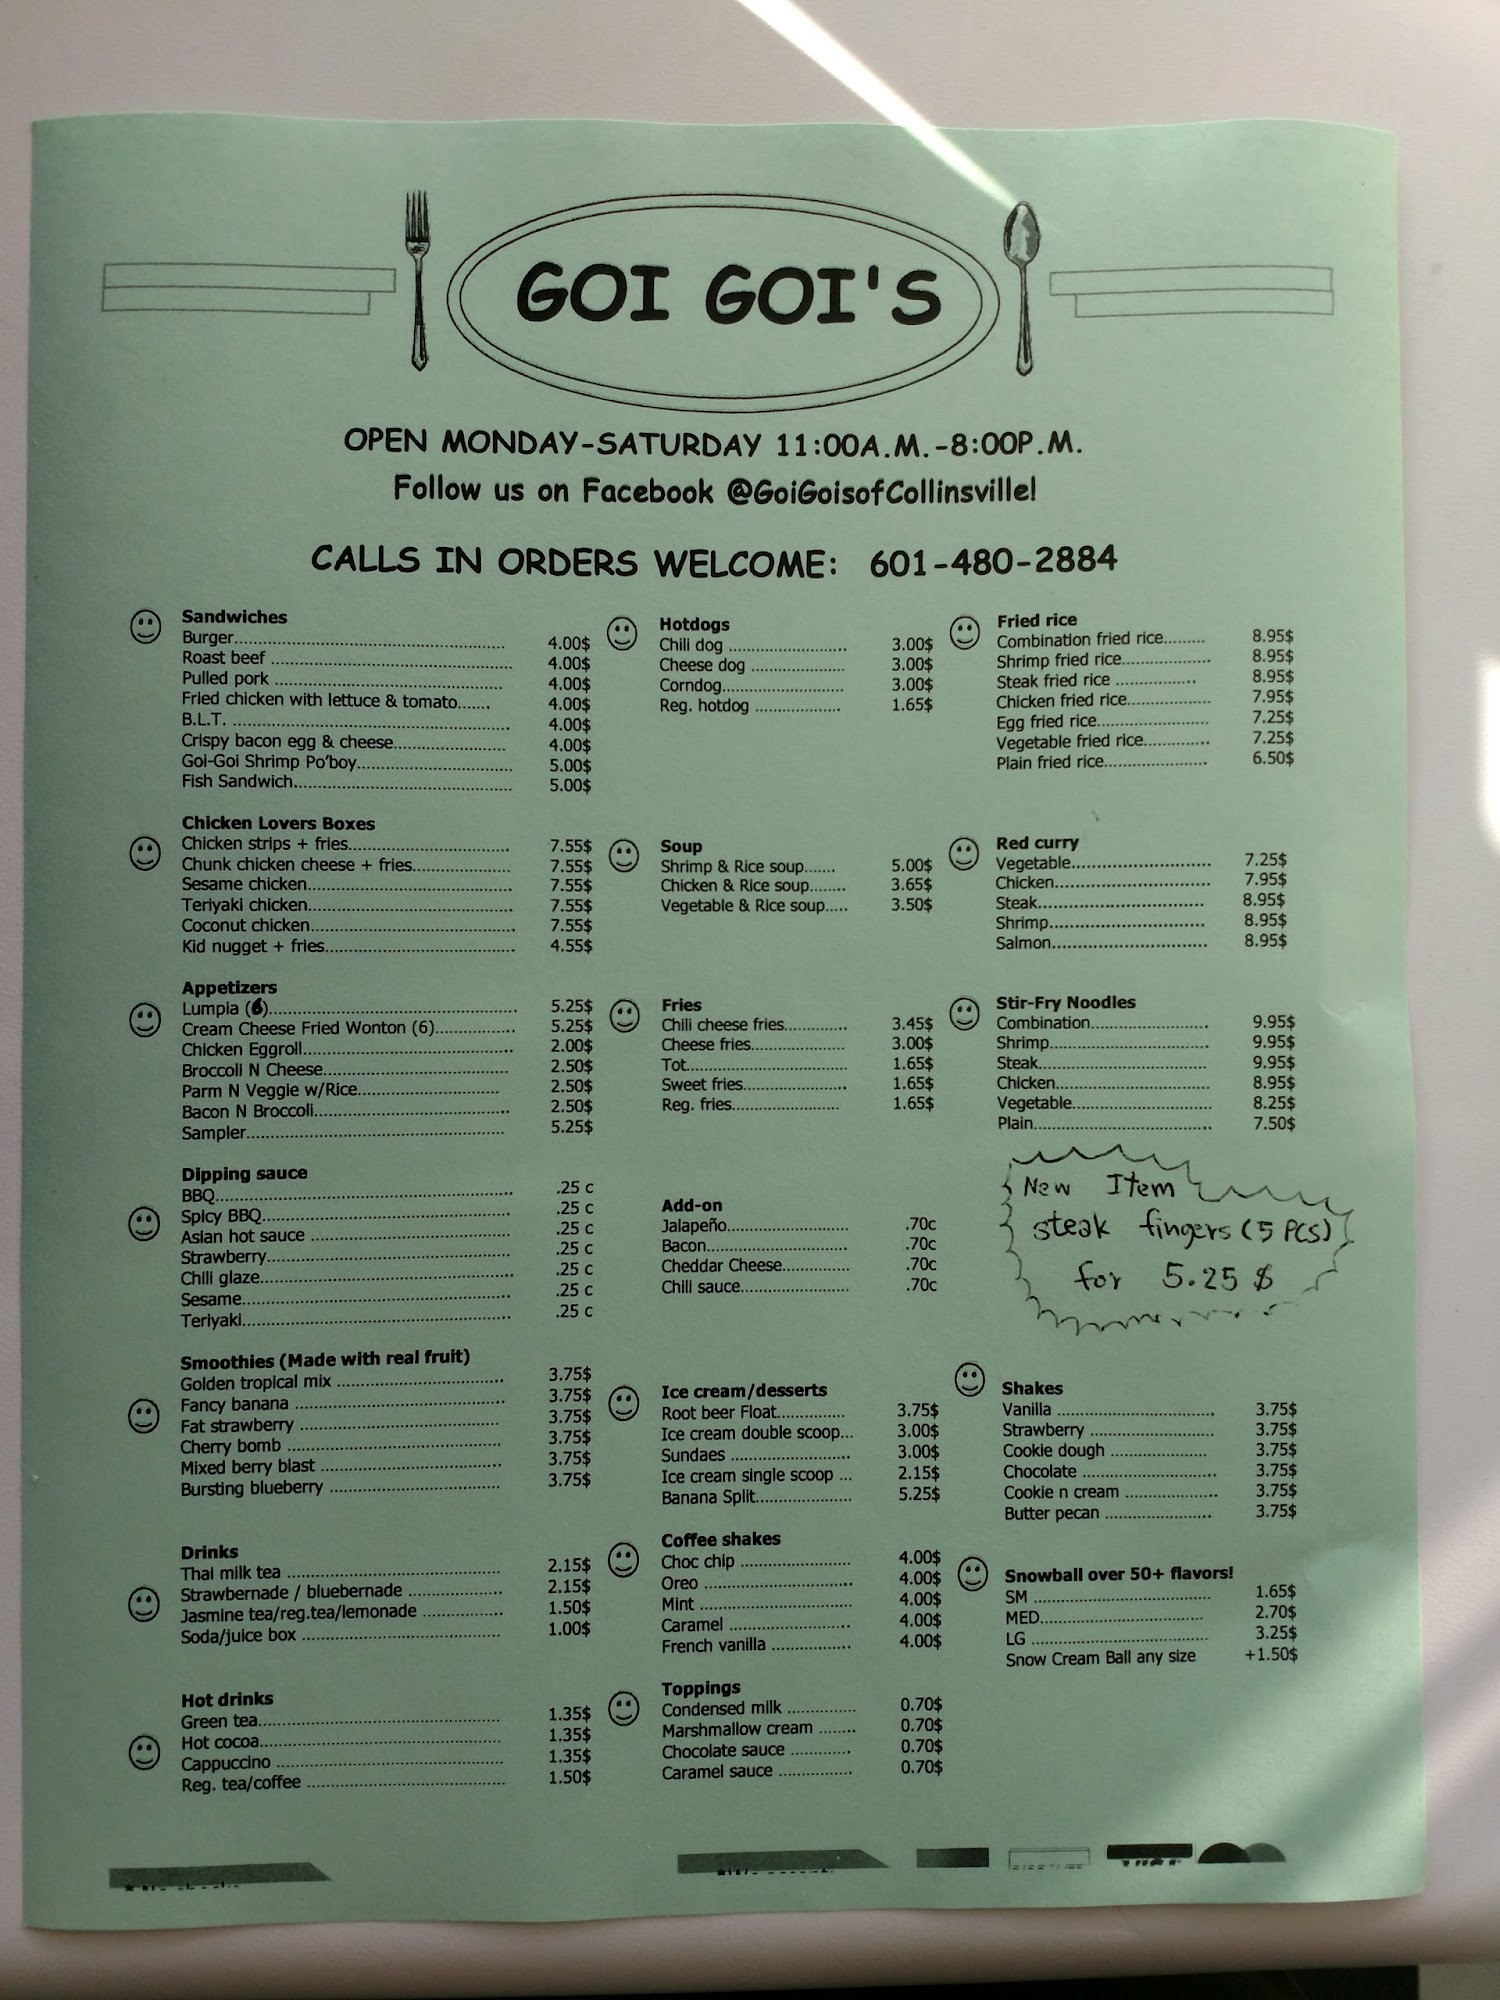 GOI GOI'S
OPEN MONDAY-SATURDAY 11:00A.M.-8:00P.M.
Follow us on Facebook @GoiGoisofCollinsville!
CALLS IN ORDERS WELCOME: 601-480-2884
Sandwiches
Burger.................... 4.00$
Roast beef .................... 4.00$
Pulled pork .................... 4.00$
Fried chicken with lettuce & tomato....... 4.00$
B.L.T. .................... 4.00$
Crispy bacon egg & cheese.................... 4.00$
Goi-Goi Shrimp Po'boy.................... 5.00$
Fish Sandwich.................... 5.00$
Chicken Lovers Boxes
Chicken strips + fries.................... 7.55$
Chunk chicken cheese + fries.................... 7.55$
Sesame chicken.................... 7.55$
Teriyaki chicken.................... 7.55$
Coconut chicken.................... 7.55$
Kid nugget + fries.................... 4.55$
Appetizers
Lumpia (6).................... 5.25$
Cream Cheese Fried Wonton (6).................... 5.25$
Chicken Eggroll.................... 2.00$
Broccoli N Cheese.................... 2.50$
Parm N Veggie w/Rice.................... 2.50$
Bacon N Broccoli.................... 2.50$
Sampler.................... 5.25$
Dipping sauce
BBQ.................... .25 c
Spicy BBQ.................... .25 c
Asian hot sauce .................... .25 c
Strawberry.................... .25 c
Chili glaze.................... .25 c
Sesame.................... .25 c
Teriyaki.................... .25 c
Smoothies (Made with real fruit)
Golden tropical mix .................... 3.75$
Fancy banana .................... 3.75$
Fat strawberry .................... 3.75$
Cherry bomb .................... 3.75$
Mixed berry blast .................... 3.75$
Bursting blueberry .................... 3.75$
Drinks
Thai milk tea .................... 2.15$
Strawbernade / bluebernade .................... 2.15$
Jasmine tea/reg.tea/lemonade .................... 1.50$
Soda/juice box .................... 1.00$
Hot drinks
Green tea.................... 1.35$
Hot cocoa.................... 1.35$
Cappuccino .................... 1.35$
Reg. tea/coffee .................... 1.50$
Hotdogs
Chili dog .................... 3.00$
Cheese dog .................... 3.00$
Corndog.................... 3.00$
Reg. hotdog .................... 1.65$
Soup
Shrimp & Rice soup....... 5.00$
Chicken & Rice soup........ 3.65$
Vegetable & Rice soup..... 3.50$
Fries
Chili cheese fries............. 3.45$
Cheese fries.................... 3.00$
Tot.................... 1.65$
Sweet fries.................... 1.65$
Reg. fries.................... 1.65$
Add-on
Jalapeño.................... .70c
Bacon.................... .70c
Cheddar Cheese.............. .70c
Chili sauce.................... .70c
Ice cream/desserts
Root beer Float.............. 3.75$
Ice cream double scoop... 3.00$
Sundaes .................... 3.00$
Ice cream single scoop ... 2.15$
Banana Split.................... 5.25$
Coffee shakes
Choc chip .................... 4.00$
Oreo .................... 4.00$
Mint .................... 4.00$
Caramel .................... 4.00$
French vanilla ................ 4.00$
Toppings
Condensed milk .............. 0.70$
Marshmallow cream ........ 0.70$
Chocolate sauce ............. 0.70$
Caramel sauce ................ 0.70$
Fried rice
Combination fried rice......... 8.95$
Shrimp fried rice.................... 8.95$
Steak fried rice ................. 8.95$
Chicken fried rice................. 7.95$
Egg fried rice.................... 7.25$
Vegetable fried rice.............. 7.25$
Plain fried rice.................... 6.50$
Red curry
Vegetable.................... 7.25$
Chicken.................... 7.95$
Steak.................... 8.95$
Shrimp.................... 8.95$
Salmon.................... 8.95$
Stir-Fry Noodles
Combination.................... 9.95$
Shrimp.................... 9.95$
Steak.................... 9.95$
Chicken.................... 8.95$
Vegetable.................... 8.25$
Plain.................... 7.50$
New Item
steak fingers (5 PCS)
for 5.25 $
Shakes
Vanilla .................... 3.75$
Strawberry .................... 3.75$
Cookie dough .................... 3.75$
Chocolate .................... 3.75$
Cookie n cream .................... 3.75$
Butter pecan .................... 3.75$
Snowball over 50+ flavors!
SM .................... 1.65$
MED.................... 2.70$
LG .................... 3.25$
Snow Cream Ball any size +1.50$